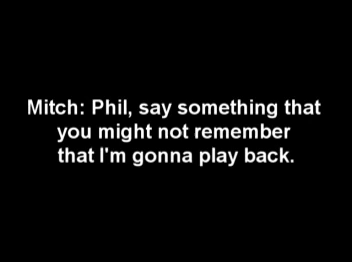 Mitch: Phil, say something that
you might not remember
that I'm gonna play back.